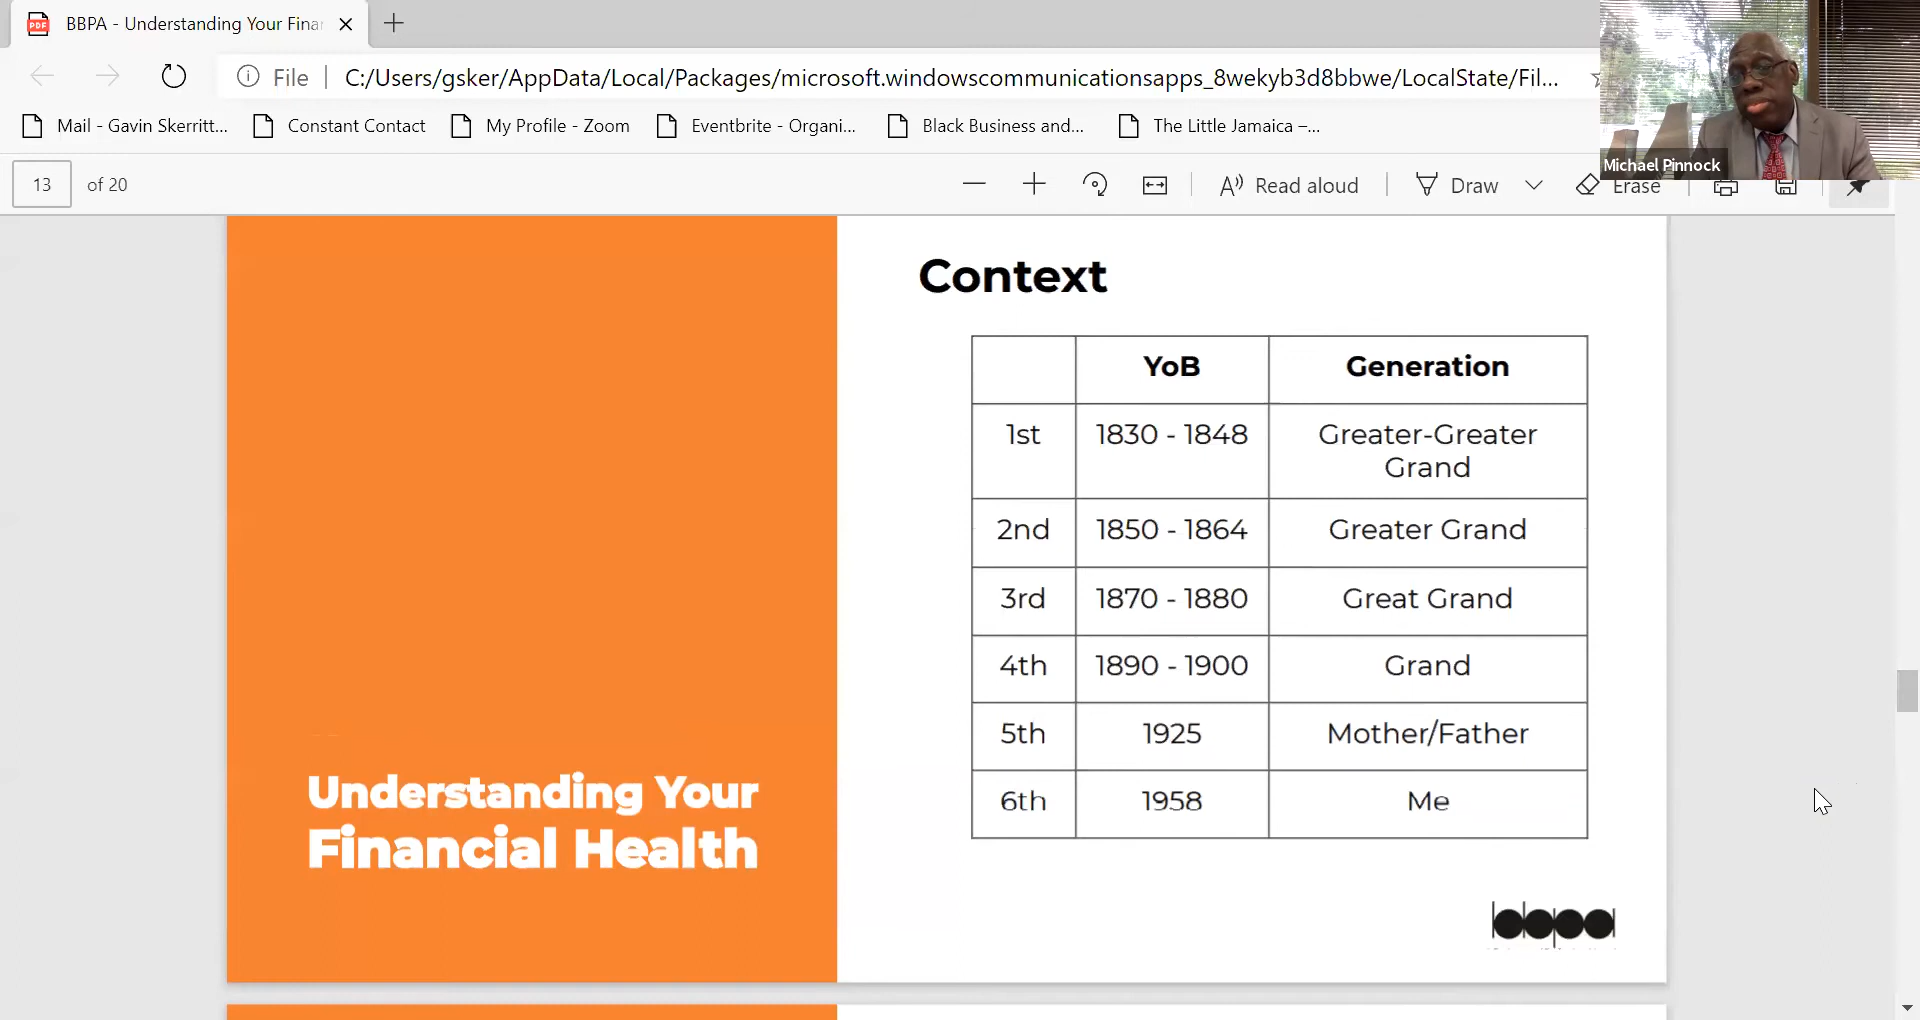 BBPA - Understanding Your Fina
File
C:/Users/gsker/AppData/Local/Packages/microsoft.windowscommunicationsapps_8wekyb3d8bbwe/LocalState/Fil...
Mail - Gavin Skerritt...
Constant Contact
My Profile - Zoom
Eventbrite - Organi...
Black Business and...
The Little Jamaica –...
Michael Pinnock
13 of 20
Read aloud
Draw
Erase
Context
YoB Generation
1st 1830 - 1848 Greater-Greater
Grand
2nd 1850 - 1864 Greater Grand
3rd 1870 - 1880 Great Grand
4th 1890 - 1900 Grand
5th 1925 Mother/Father
6th 1958 Me
Understanding Your
Financial Health
bbpa